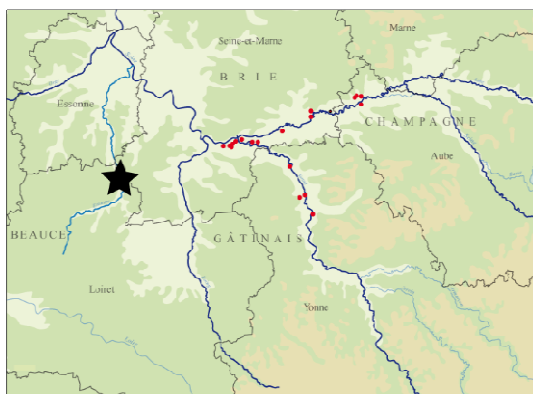 Marne
Seine-et-Marne
BRIE
Essonne
CHAMPAGNE
Aube
BEAUCE
GÂTINAIS
Loiret
Yonne